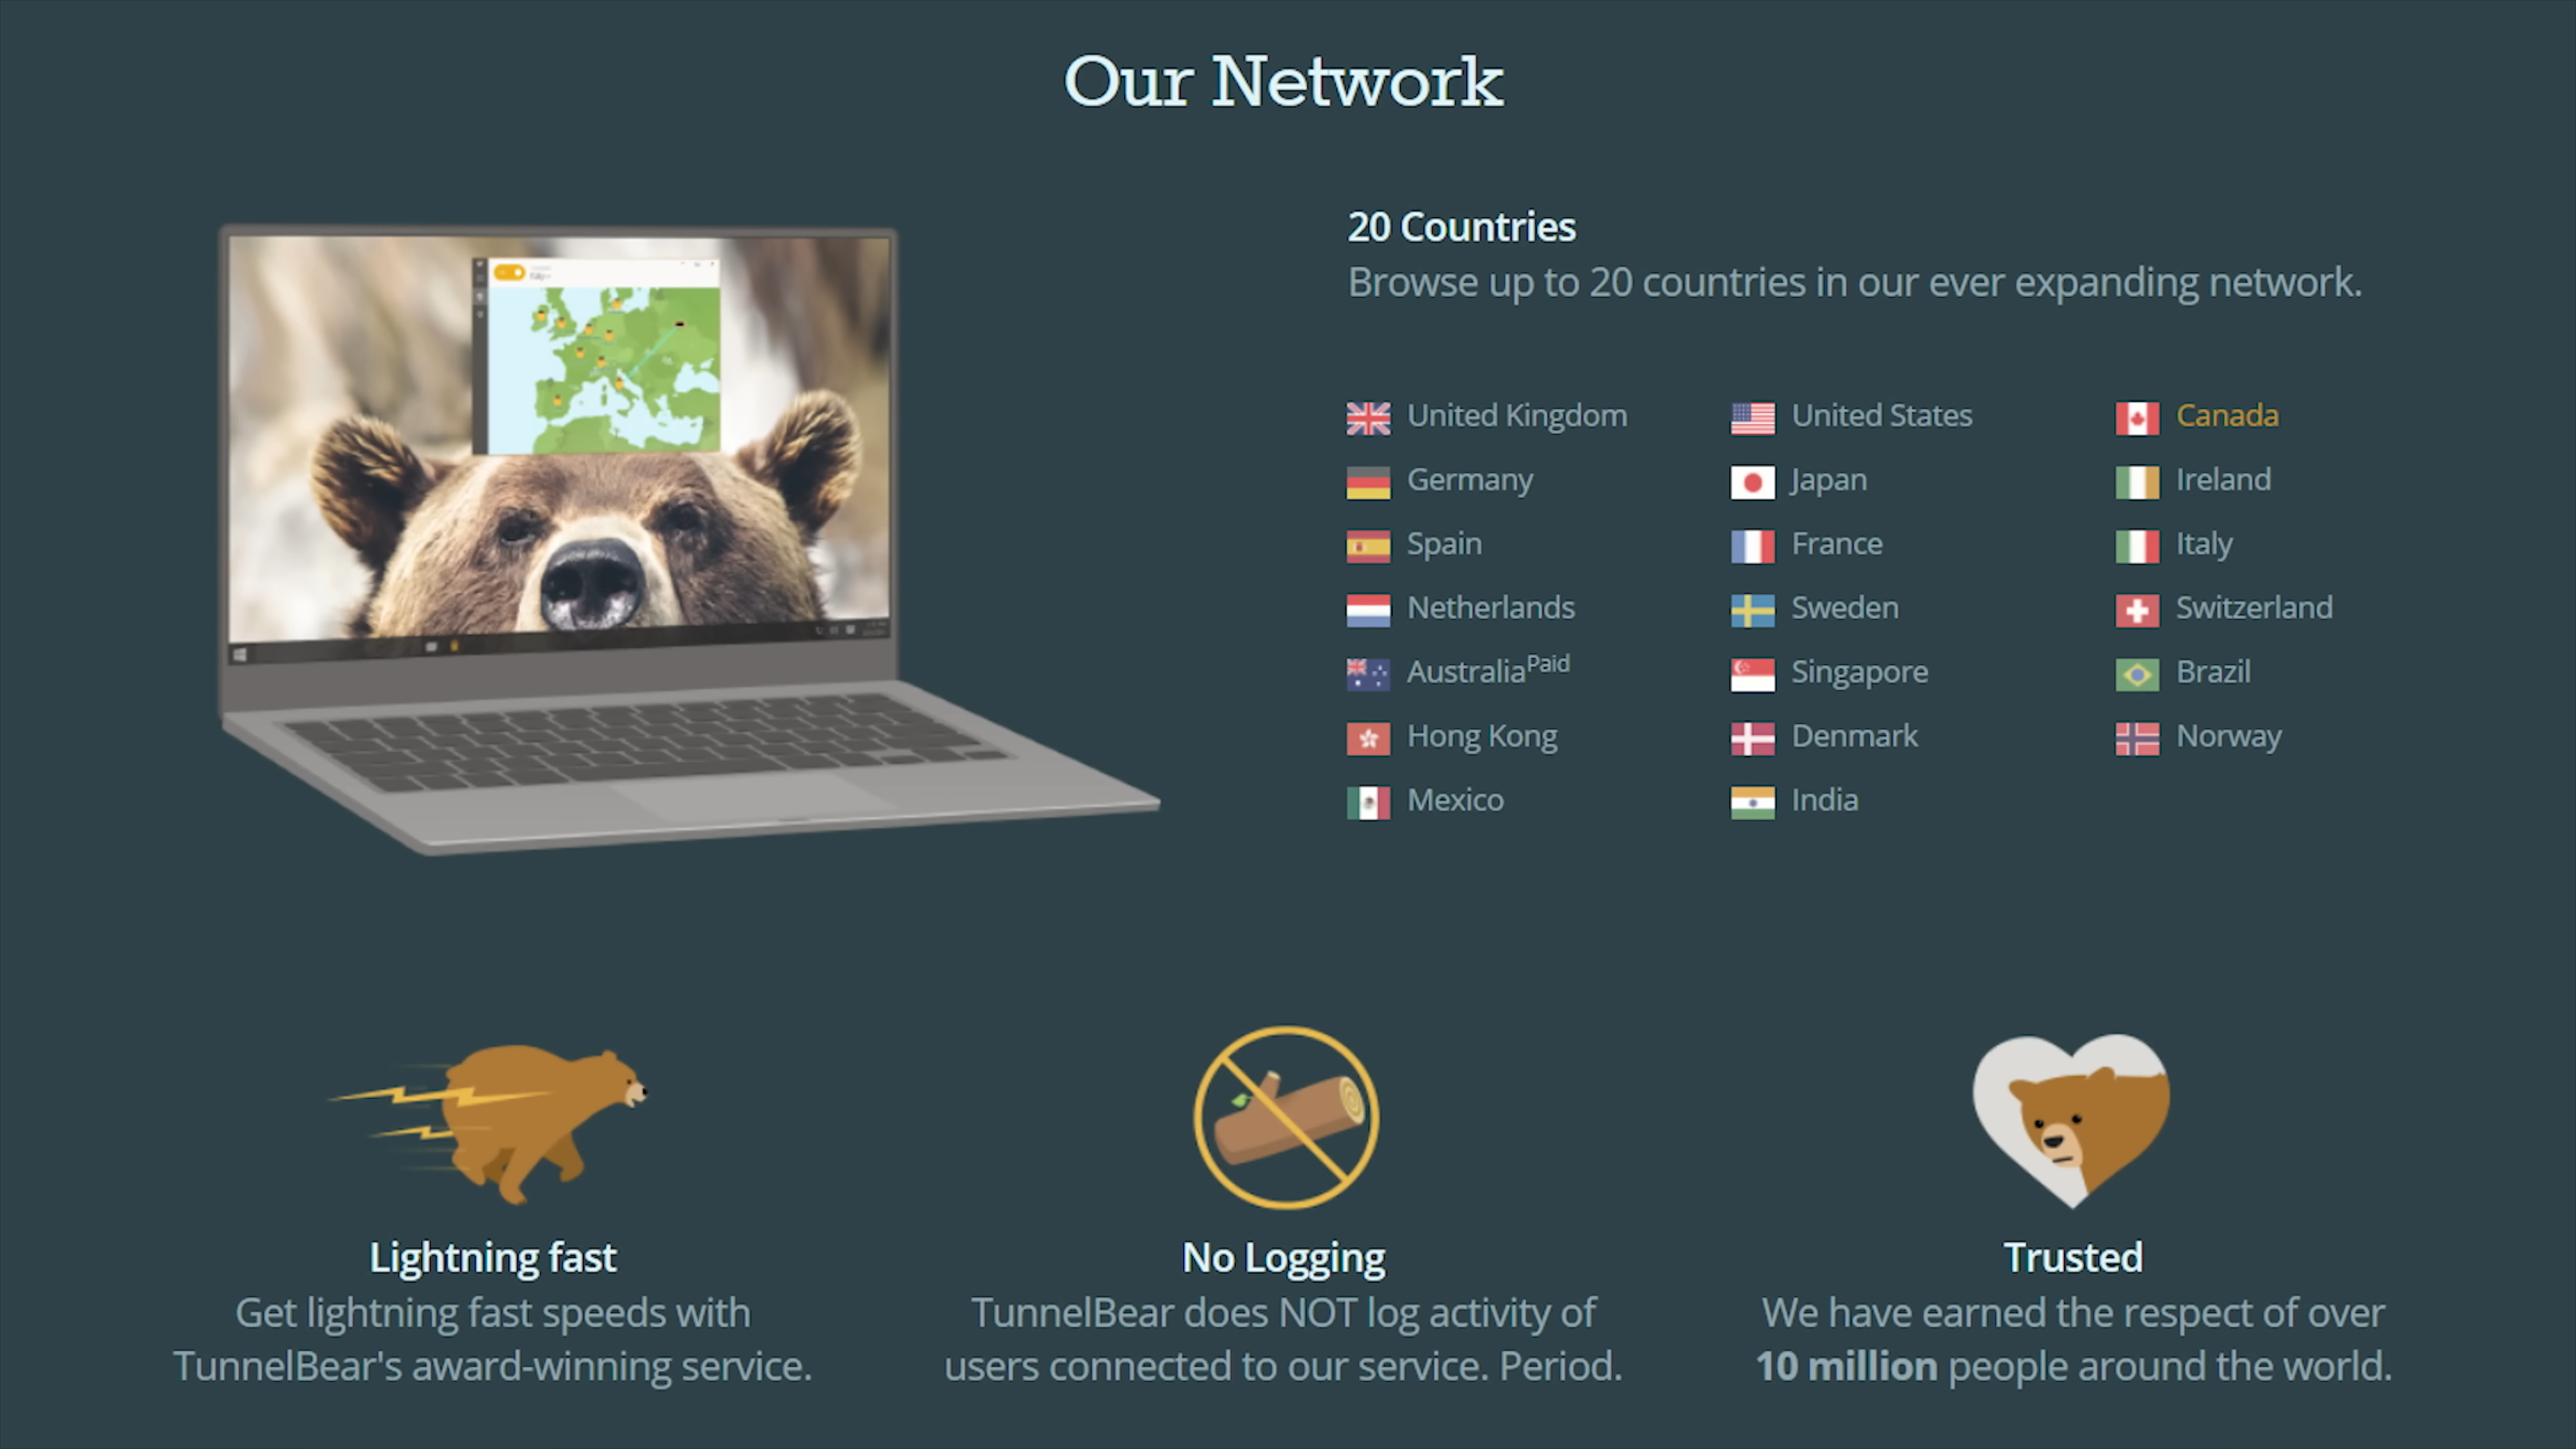 Our Network
20 Countries
Browse up to 20 countries in our ever expanding network.
United Kingdom
United States
Canada
Germany
Japan
Ireland
Spain
France
Italy
Netherlands
Sweden
Switzerland
Australia Paid
Singapore
Brazil
Hong Kong
Denmark
Norway
Mexico
India
Lightning fast
Get lightning fast speeds with
TunnelBear's award-winning service.
No Logging
TunnelBear does NOT log activity of
users connected to our service. Period.
Trusted
We have earned the respect of over
10 million people around the world.